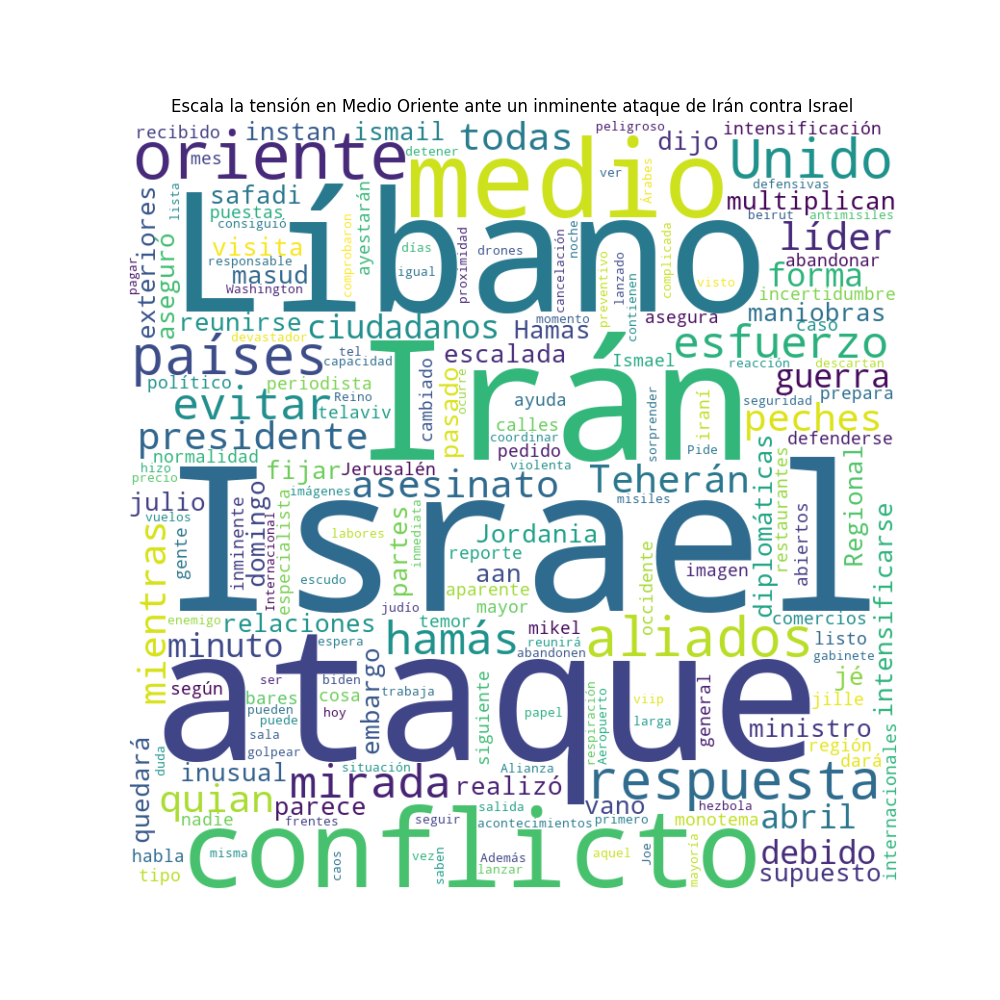 Escala la tensión en Medio Oriente ante un inminente ataque de Irán contra Israel
recibido instan ismail todas peligroso dijo intensificación
mes oriente detener medio ver Árabes Unido
lista safadi defensivas
puestas multiplican
consiguió beirut antimisiles
exteriores visita Líbano líder
responsable comprobaron ayestarán días igual proximidad drones cancelación noche abandonar
pagar aseguro masud preventivo lanzado contienen complicada visto forma
Washington incertidumbre
reunirse ciudadanos Hamas momento asegura maniobras caso
devastador esfuerzo
países tel capacidad escalada Ismael reacción descartan
político periodista Irán guerra
evitar Reino telaviv cambiado pasado ocurre ayuda sorprender iraní seguridad prepara
presidente calles coordinar pedido Pide peches defenderse
normalidad
hizo precio fijar Jerusalén violenta
julio imágenes asesinato misiles Teherán
vuelos Israel
gente inminente domingo Internacional especialista labores partes inmediata Jordania occidente diplomáticas restaurantes abiertos Regional intensificarse
reporte
escudo aan imagen
aparente
mientras judío mayor
enemigo relaciones temor mikel comercios
minuto espera hamás reunirá aliados listo
abandonen gabinete
según ser biden ataque jé
bares cosa trabaja viip jille
pueden puede hoy embargo siguiente papel respiración Aeropuerto larga general ministro
sala
quedará duda golpear región
inusual situación Alianza respuesta dará internacionales
quian mirada realizó
parece salida vano hezbola abril
nadie frentes seguir acontecimientos primero monotema
habla misma caos conflicto vez saben Además aquel Joe mayoría debido
tipo lanzar supuesto